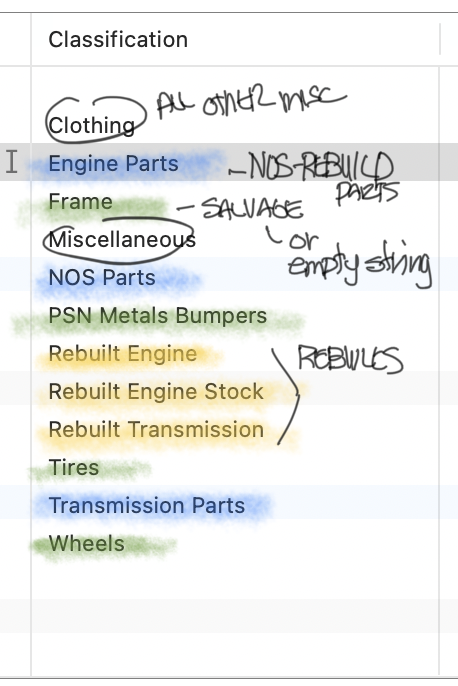 Classification
All other misc
Clothing
Engine Parts - NOS-REBUILD PARTS
Frame - SALVAGE
or empty string
Miscellaneous
NOS Parts
PSN Metals Bumpers
Rebuilt Engine
REBUILES
Rebuilt Engine Stock
Rebuilt Transmission
Tires
Transmission Parts
Wheels